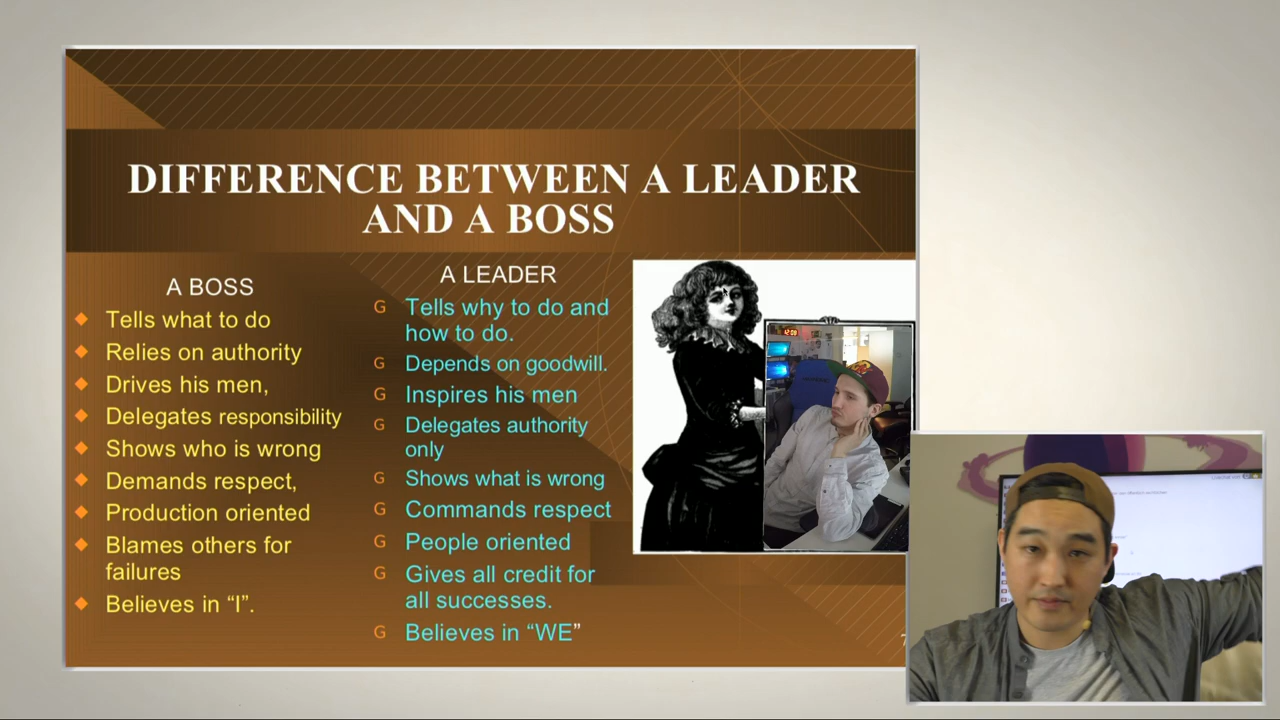 DIFFERENCE BETWEEN A LEADER
AND A BOSS
A BOSS
Tells what to do
Relies on authority
Drives his men,
Delegates responsibility
Shows who is wrong
Demands respect,
Production oriented
Blames others for
failures
Believes in “I”.
A LEADER
Tells why to do and
how to do.
Depends on goodwill.
Inspires his men
Delegates authority
only
Shows what is wrong
Commands respect
People oriented
Gives all credit for
all successes.
Believes in “WE”
12:09